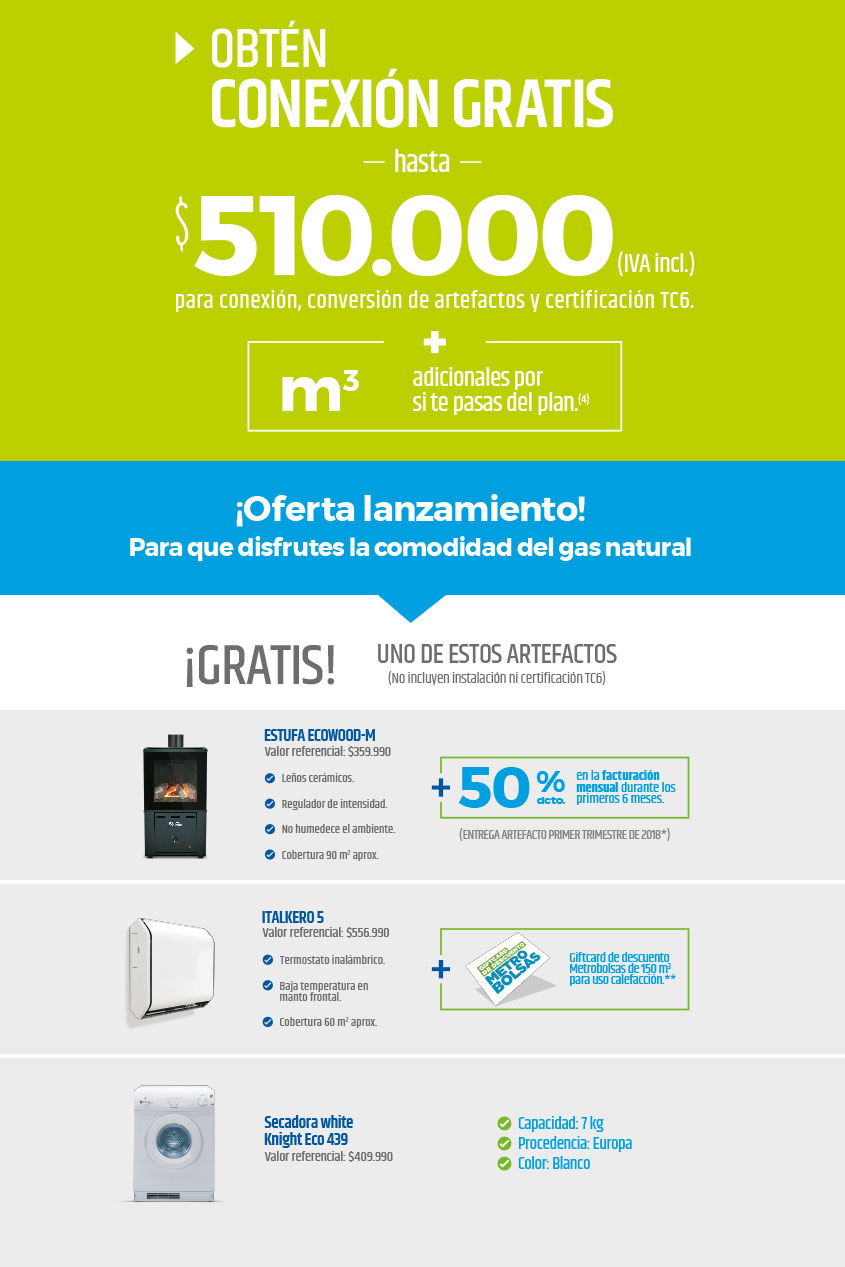 OBTÉN
CONEXIÓN GRATIS
hasta
$510.000 (IVA incl.)
para conexión, conversión de artefactos y certificación TC6.
+
m³
adicionales por
si te pasas del plan.(4)
¡Oferta lanzamiento!
Para que disfrutes la comodidad del gas natural
¡GRATIS!
UNO DE ESTOS ARTEFACTOS
(No incluyen instalación ni certificación TC6)
ESTUFA ECOWOOD-M
Valor referencial: $359.990
Leños cerámicos.
Regulador de intensidad.
No humedece el ambiente.
Cobertura 90 m² aprox.
+
50% dcto.
en la facturación
mensual durante los
primeros 6 meses.
(ENTREGA ARTEFACTO PRIMER TRIMESTRE DE 2018*)
ITALKERO 5
Valor referencial: $556.990
Termostato inalámbrico.
Baja temperatura en
manto frontal.
Cobertura 60 m² aprox.
+
GIFTCARD
DE DESCUENTO
METRO
BOLSAS
Giftcard de descuento
Metrobolsas de 150 m³
para uso calefacción.**
Secadora white
Knight Eco 439
Valor referencial: $409.990
Capacidad: 7 kg
Procedencia: Europa
Color: Blanco